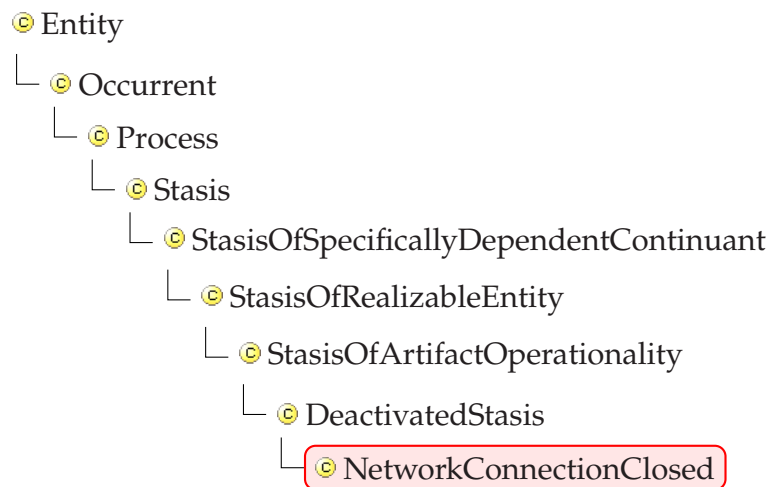 © Entity
© Occurrent
© Process
© Stasis
© StasisOfSpecificallyDependentContinuant
© StasisOfRealizableEntity
© StasisOfArtifactOperationality
© DeactivatedStasis
© NetworkConnectionClosed